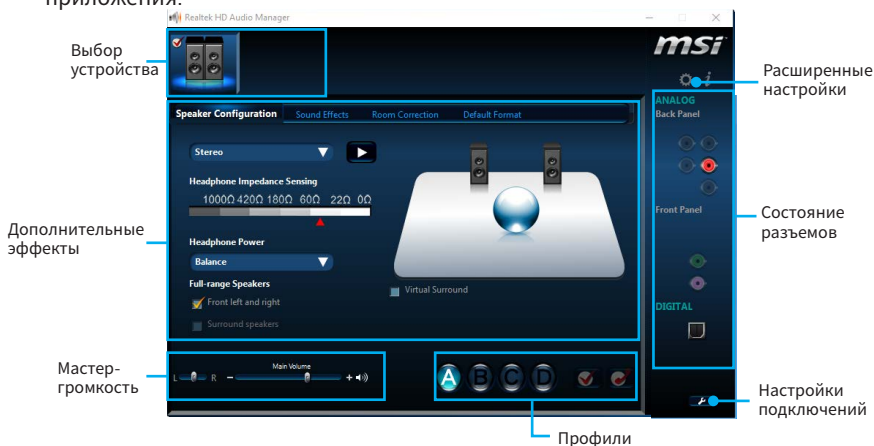 приложения.
Realtek HD Audio Manager
msi
Выбор
устройства
Расширенные
настройки
Speaker Configuration Sound Effects Room Correction Default Format
ANALOG
Back Panel
Stereo
Headphone Impedance Sensing
1000Ω 420Ω 180Ω 60Ω 22Ω 0Ω
Дополнительные
эффекты
Front Panel
Состояние
разъемов
Headphone Power
Balance
Full-range Speakers
Front left and right
Virtual Surround
Surround speakers
DIGITAL
Мастер-
громкость
Main Volume
L R − +
A B C D
Настройки
подключений
Профили